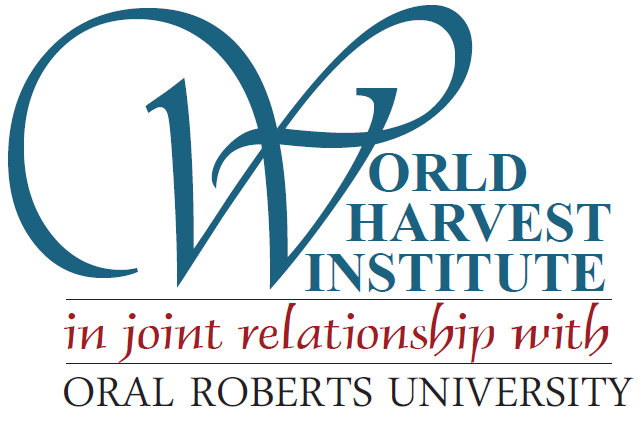 WORLD
HARVEST
INSTITUTE
in joint relationship with
ORAL ROBERTS UNIVERSITY